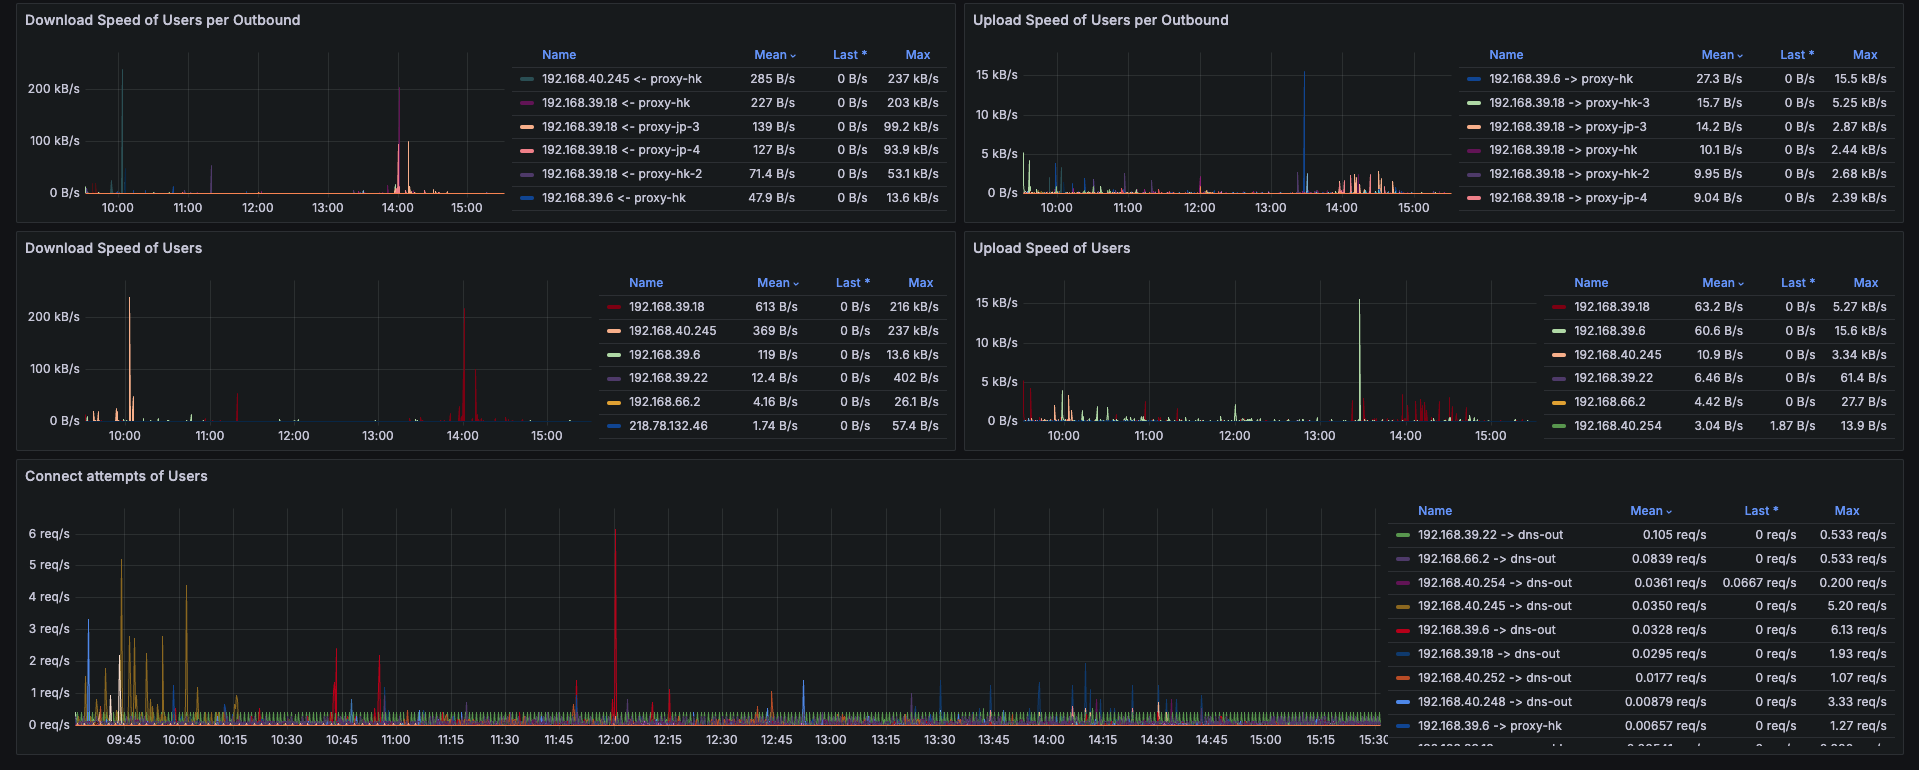 Download Speed of Users per Outbound
Name Mean Last * Max
200 kB/s
100 kB/s
0 B/s
10:00 11:00 12:00 13:00 14:00 15:00
192.168.40.245 <- proxy-hk 285 B/s 0 B/s 237 kB/s
192.168.39.18 <- proxy-hk 227 B/s 0 B/s 203 kB/s
192.168.39.18 <- proxy-jp-3 139 B/s 0 B/s 99.2 kB/s
192.168.39.18 <- proxy-jp-4 127 B/s 0 B/s 93.9 kB/s
192.168.39.18 <- proxy-hk-2 71.4 B/s 0 B/s 53.1 kB/s
192.168.39.6 <- proxy-hk 47.9 B/s 0 B/s 13.6 kB/s
Upload Speed of Users per Outbound
Name Mean Last * Max
15 kB/s
10 kB/s
5 kB/s
0 B/s
10:00 11:00 12:00 13:00 14:00 15:00
192.168.39.6 -> proxy-hk 27.3 B/s 0 B/s 15.5 kB/s
192.168.39.18 -> proxy-hk-3 15.7 B/s 0 B/s 5.25 kB/s
192.168.39.18 -> proxy-jp-3 14.2 B/s 0 B/s 2.87 kB/s
192.168.39.18 -> proxy-hk 10.1 B/s 0 B/s 2.44 kB/s
192.168.39.18 -> proxy-hk-2 9.95 B/s 0 B/s 2.68 kB/s
192.168.39.18 -> proxy-jp-4 9.04 B/s 0 B/s 2.39 kB/s
Download Speed of Users
Name Mean Last * Max
200 kB/s
100 kB/s
0 B/s
10:00 11:00 12:00 13:00 14:00 15:00
192.168.39.18 613 B/s 0 B/s 216 kB/s
192.168.40.245 369 B/s 0 B/s 237 kB/s
192.168.39.6 119 B/s 0 B/s 13.6 kB/s
192.168.39.22 12.4 B/s 0 B/s 402 B/s
192.168.66.2 4.16 B/s 0 B/s 26.1 B/s
218.78.132.46 1.74 B/s 0 B/s 57.4 B/s
Upload Speed of Users
Name Mean Last * Max
15 kB/s
10 kB/s
5 kB/s
0 B/s
10:00 11:00 12:00 13:00 14:00 15:00
192.168.39.18 63.2 B/s 0 B/s 5.27 kB/s
192.168.39.6 60.6 B/s 0 B/s 15.6 kB/s
192.168.40.245 10.9 B/s 0 B/s 3.34 kB/s
192.168.39.22 6.46 B/s 0 B/s 61.4 B/s
192.168.66.2 4.42 B/s 0 B/s 27.7 B/s
192.168.40.254 3.04 B/s 1.87 B/s 13.9 B/s
Connect attempts of Users
Name Mean Last * Max
6 req/s
5 req/s
4 req/s
3 req/s
2 req/s
1 req/s
0 req/s
09:45 10:00 10:15 10:30 10:45 11:00 11:15 11:30 11:45 12:00 12:15 12:30 12:45 13:00 13:15 13:30 13:45 14:00 14:15 14:30 14:45 15:00 15:15 15:30
192.168.39.22 -> dns-out 0.105 req/s 0 req/s 0.533 req/s
192.168.66.2 -> dns-out 0.0839 req/s 0 req/s 0.533 req/s
192.168.40.254 -> dns-out 0.0361 req/s 0.0667 req/s 0.200 req/s
192.168.40.245 -> dns-out 0.0350 req/s 0 req/s 5.20 req/s
192.168.39.6 -> dns-out 0.0328 req/s 0 req/s 6.13 req/s
192.168.39.18 -> dns-out 0.0295 req/s 0 req/s 1.93 req/s
192.168.40.252 -> dns-out 0.0177 req/s 0 req/s 1.07 req/s
192.168.40.248 -> dns-out 0.00879 req/s 0 req/s 3.33 req/s
192.168.39.6 -> proxy-hk 0.00657 req/s 0 req/s 1.27 req/s